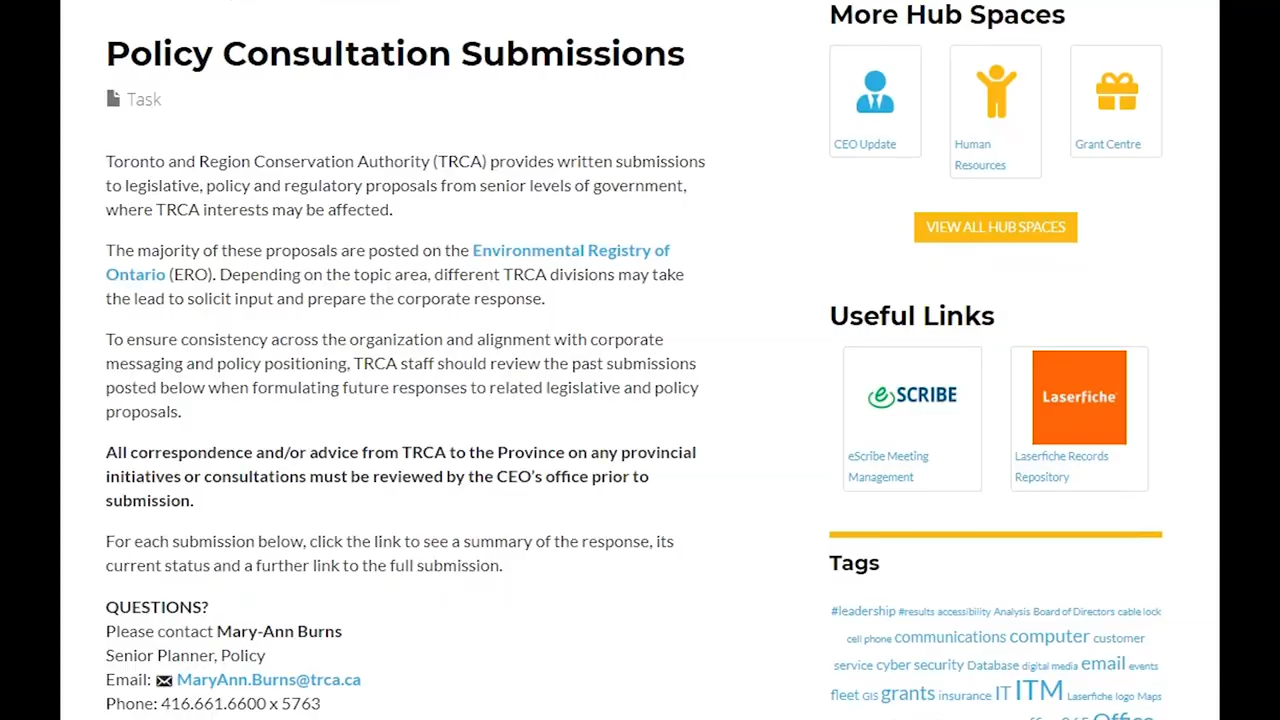 Policy Consultation Submissions
Task
Toronto and Region Conservation Authority (TRCA) provides written submissions
to legislative, policy and regulatory proposals from senior levels of government,
where TRCA interests may be affected.
The majority of these proposals are posted on the Environmental Registry of
Ontario (ERO). Depending on the topic area, different TRCA divisions may take
the lead to solicit input and prepare the corporate response.
To ensure consistency across the organization and alignment with corporate
messaging and policy positioning, TRCA staff should review the past submissions
posted below when formulating future responses to related legislative and policy
proposals.
All correspondence and/or advice from TRCA to the Province on any provincial
initiatives or consultations must be reviewed by the CEO's office prior to
submission.
For each submission below, click the link to see a summary of the response, its
current status and a further link to the full submission.
QUESTIONS?
Please contact Mary-Ann Burns
Senior Planner, Policy
Email: MaryAnn.Burns@trca.ca
Phone: 416.661.6600 x 5763
More Hub Spaces
CEO Update
Human
Resources
Grant Centre
VIEW ALL HUB SPACES
Useful Links
eSCRIBE
Laserfiche
eScribe Meeting
Management
Laserfiche Records
Repository
Tags
#leadership #results accessibility Analysis Board of Directors cable lock
cell phone communications computer customer
service cyber security Database digital media email events
fleet GIS grants insurance IT ITM Laserfiche logo Maps
Office